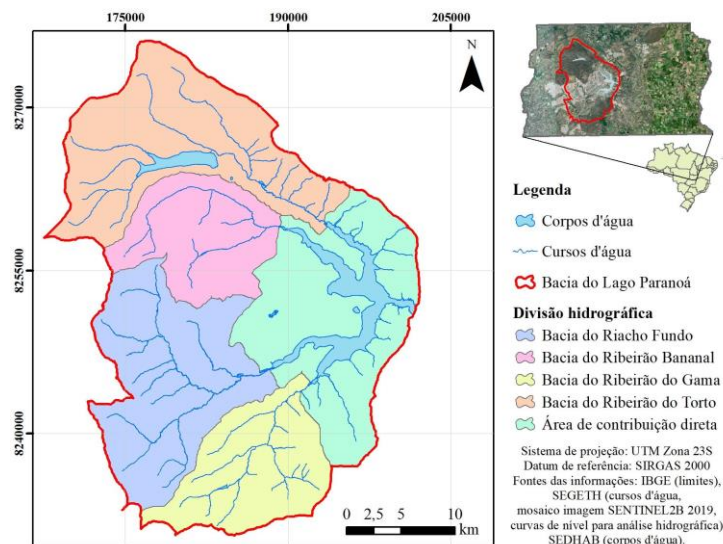 175000 190000 205000
8270000
8255000
8240000
N
0 2,5 5 10
km
Legenda
Corpos d'água
Cursos d'água
Bacia do Lago Paranoá
Divisão hidrográfica
Bacia do Riacho Fundo
Bacia do Ribeirão Bananal
Bacia do Ribeirão do Gama
Bacia do Ribeirão do Torto
Área de contribuição direta
Sistema de projeção: UTM Zona 23S
Datum de referência: SIRGAS 2000
Fontes das informações: IBGE (limites),
SEGETH (cursos d'água,
mosaico imagem SENTINEL2B 2019,
curvas de nível para análise hidrográfica)
SEDHAB (corpos d'água).